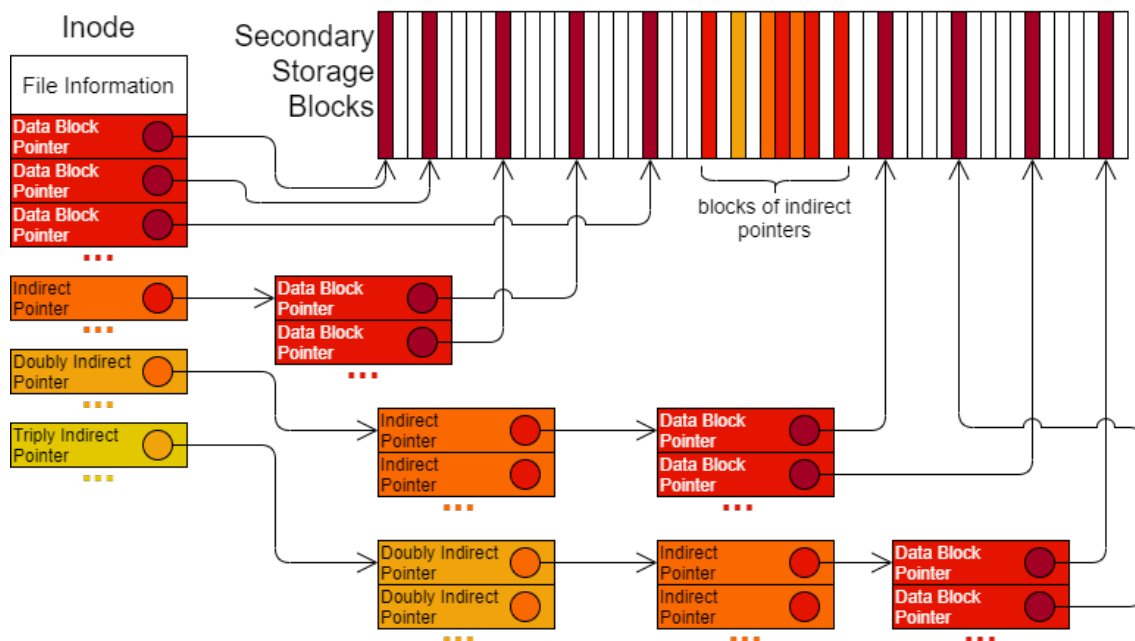 Inode
File Information
Data Block
Pointer
Data Block
Pointer
Data Block
Pointer
...
Indirect
Pointer
...
Doubly Indirect
Pointer
...
Triply Indirect
Pointer
...
Secondary
Storage
Blocks
blocks of indirect
pointers
Data Block
Pointer
Data Block
Pointer
...
Indirect
Pointer
Indirect
Pointer
...
Data Block
Pointer
Data Block
Pointer
...
Doubly Indirect
Pointer
Doubly Indirect
Pointer
...
Indirect
Pointer
Indirect
Pointer
...
Data Block
Pointer
Data Block
Pointer
...